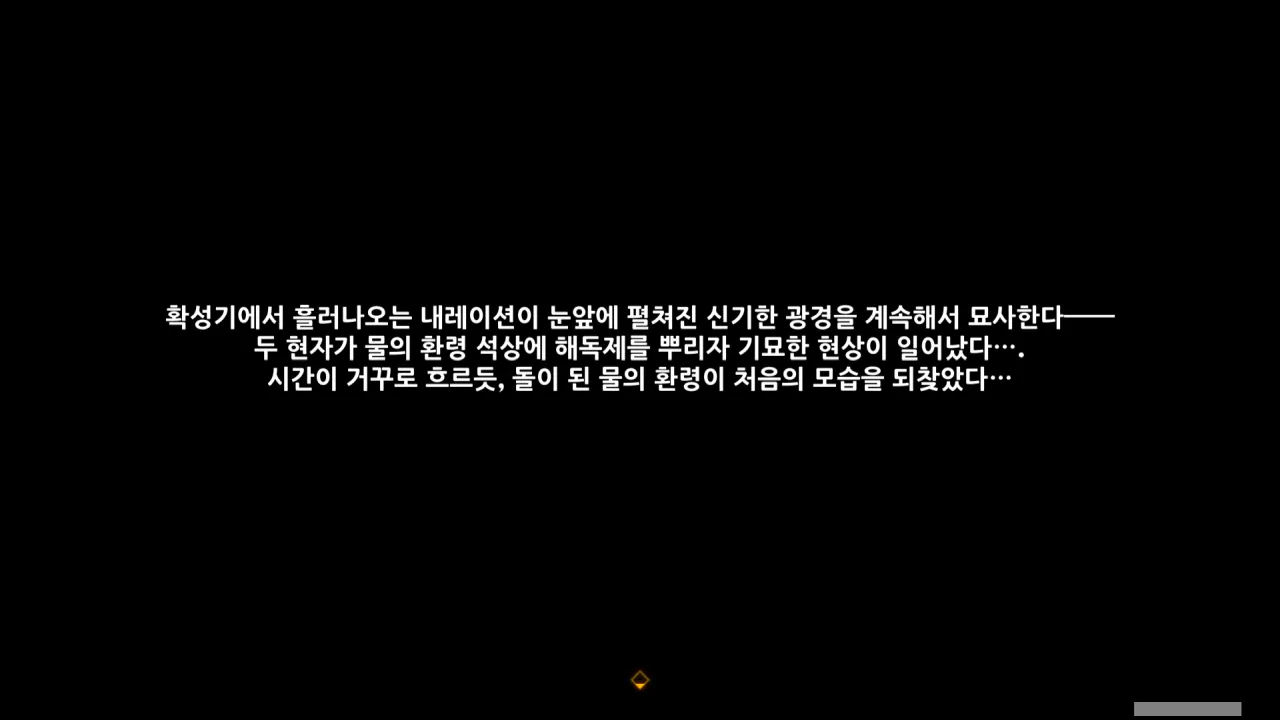 확성기에서 흘러나오는 내레이션이 눈앞에 펼쳐진 신기한 광경을 계속해서 묘사한다──
두 현자가 물의 환령 석상에 해독제를 뿌리자 기묘한 현상이 일어났다….
시간이 거꾸로 흐르듯, 돌이 된 물의 환령이 처음의 모습을 되찾았다…